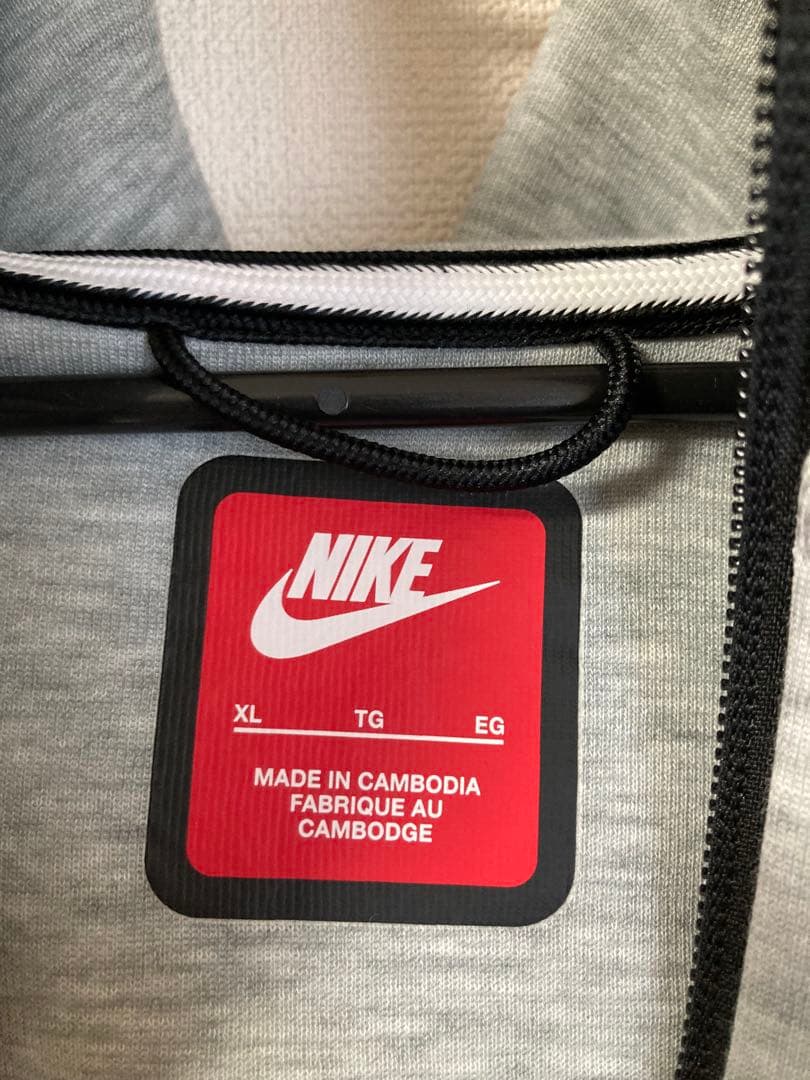 NIKE
XL TG EG
MADE IN CAMBODIA
FABRIQUE AU
CAMBODGE